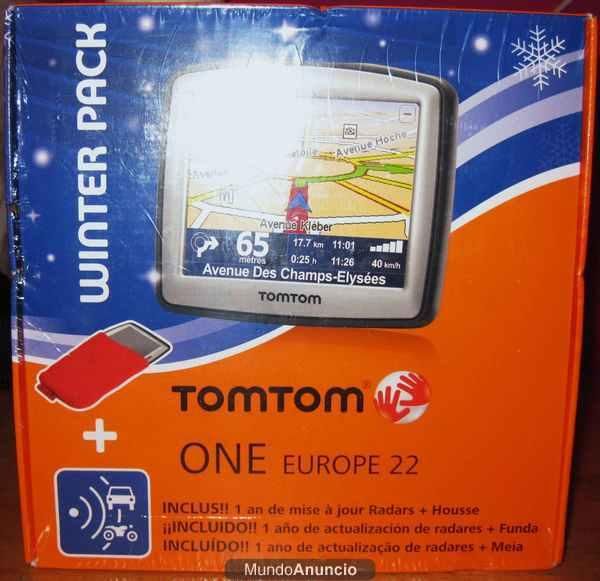 WINTER PACK
Avenue Hoche
Avenue Kléber
65
mètres
17.7 km 11:01
0:25 h 11:26
40 km/h
Avenue Des Champs-Elysées
TOMTOM
TOMTOM®
+
ONE EUROPE 22
INCLUS!! 1 an de mise à jour Radars + Housse
¡¡INCLUIDO!! 1 año de actualización de radares + Funda
INCLUÍDO!! 1 ano de actualização de radares + Meia
MundoAnuncio